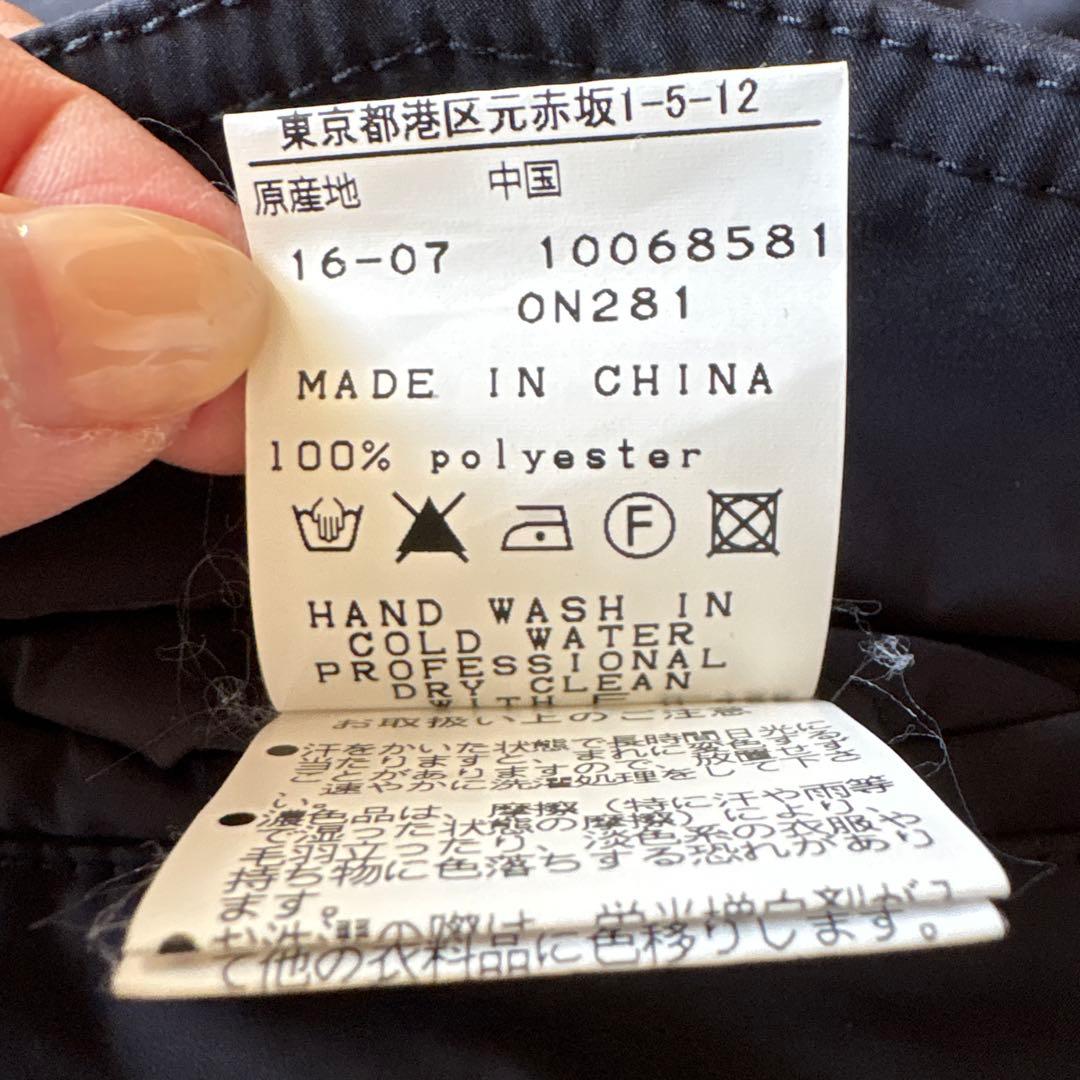 東京都港区元赤坂1-5-12
原産地 中国
16-07 10068581
0N281
MADE IN CHINA
100% polyester
F
HAND WASH IN
COLD WATER
PROFESSIONAL
DRY CLEAN
WITH F
お取扱い上のご注意
●汗をかいた状態で長時間日光に
当たりますと、まれに変色する
ことがありますので、放置せず
速やかに洗濯処理をして下さ
い。
●濃色品は、摩擦(特に汗や雨等
で湿った状態の摩擦)により、
毛羽立ったり、淡色系の衣服や
持ち物に色落ちする恐れがあり
ます。
の際は、
て他の衣料品に色移りします。